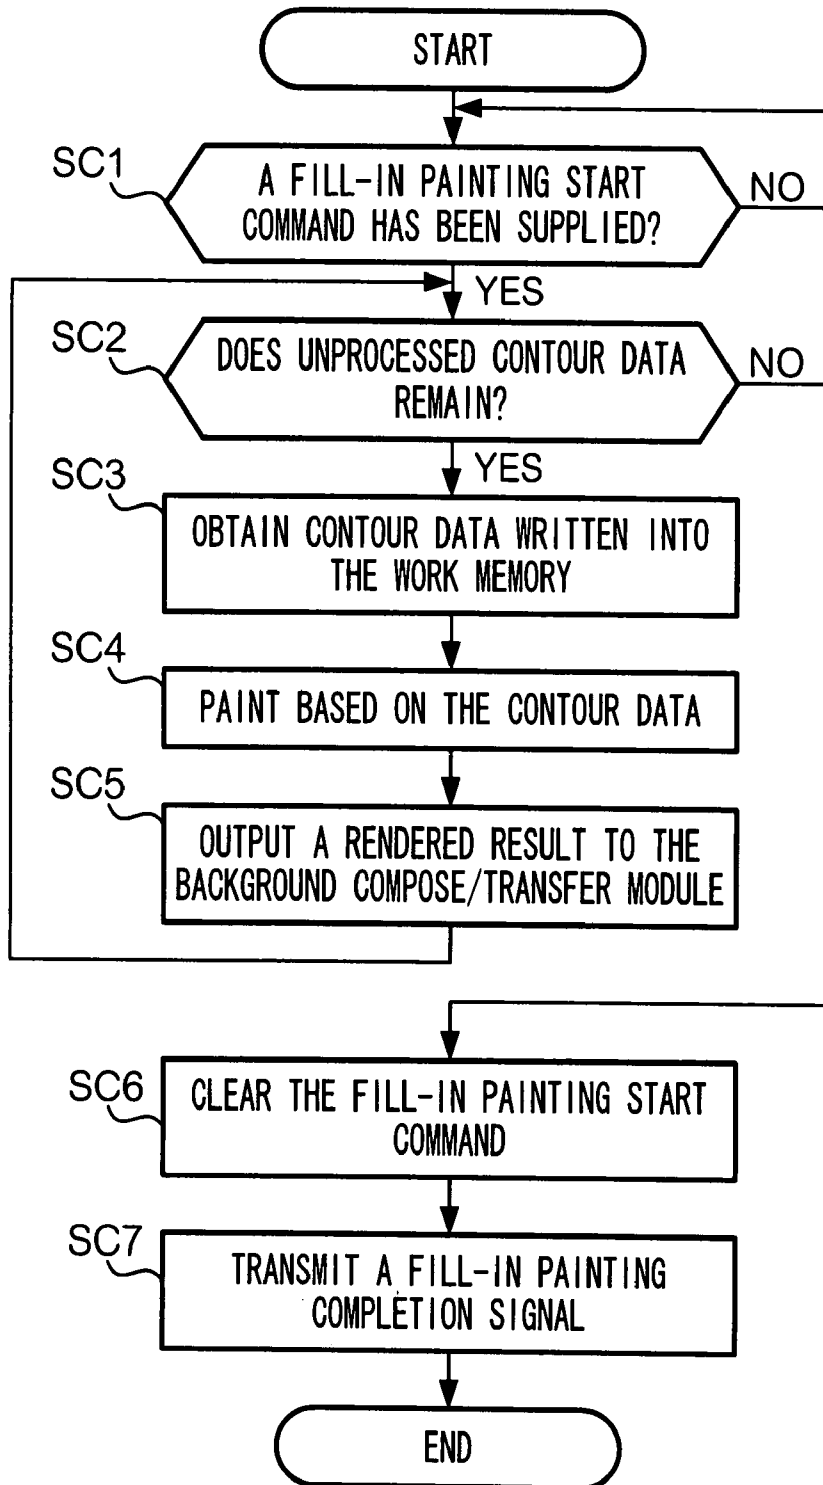 START
SC1
A FILL-IN PAINTING START
COMMAND HAS BEEN SUPPLIED?
NO
YES
SC2
DOES UNPROCESSED CONTOUR DATA
REMAIN?
NO
YES
SC3
OBTAIN CONTOUR DATA WRITTEN INTO
THE WORK MEMORY
SC4
PAINT BASED ON THE CONTOUR DATA
SC5
OUTPUT A RENDERED RESULT TO THE
BACKGROUND COMPOSE/TRANSFER MODULE
SC6
CLEAR THE FILL-IN PAINTING START
COMMAND
SC7
TRANSMIT A FILL-IN PAINTING
COMPLETION SIGNAL
END